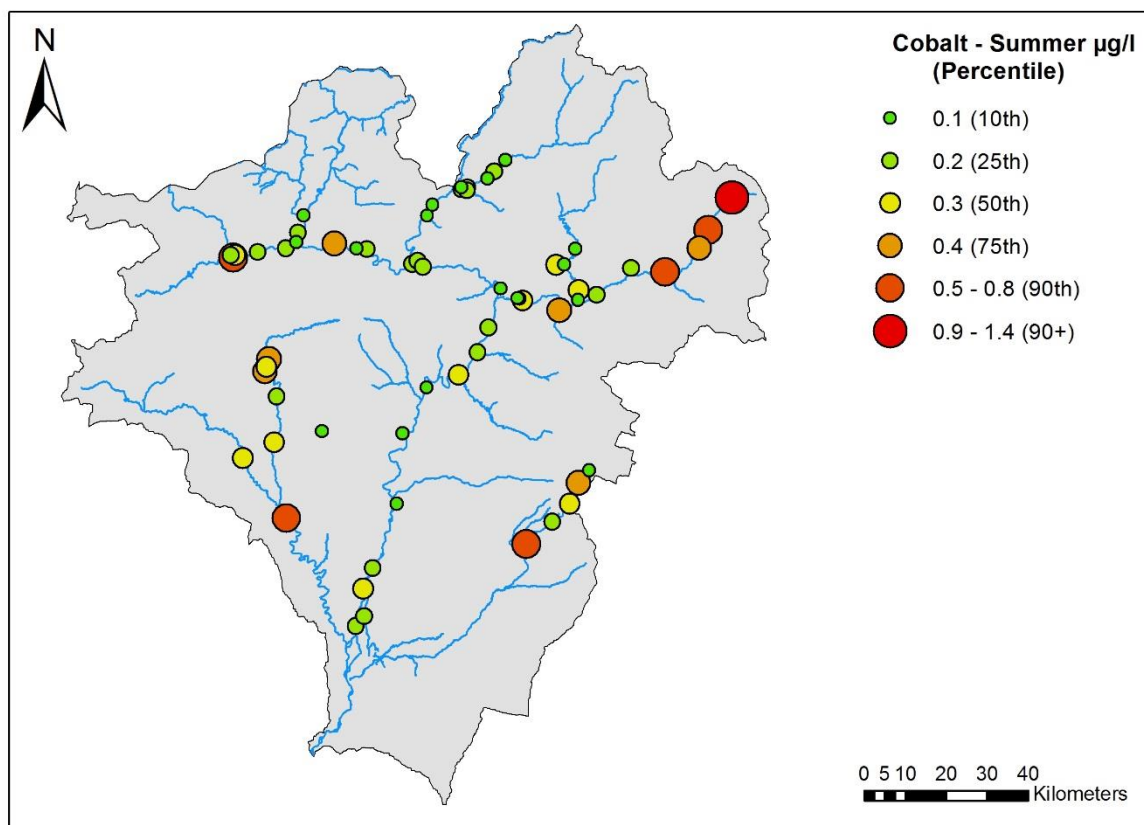 N
Cobalt - Summer µg/l
(Percentile)
0.1 (10th)
0.2 (25th)
0.3 (50th)
0.4 (75th)
0.5 - 0.8 (90th)
0.9 - 1.4 (90+)
0 5 10 20 30 40
Kilometers